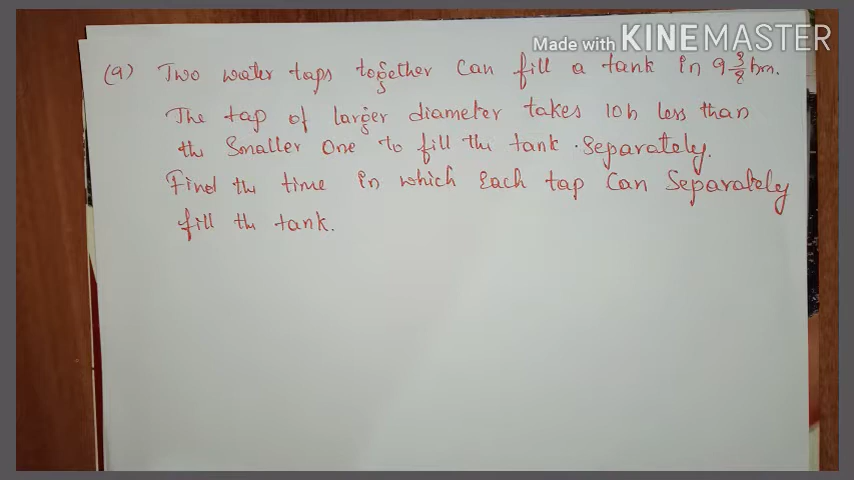 Made with KINEMASTER
(9) Two water taps together can fill a tank in 9 3/8 hrs.
The tap of larger diameter takes 10h less than
the Smaller One to fill the tank. Separately.
Find the time in which Each tap Can Separately
fill the tank.